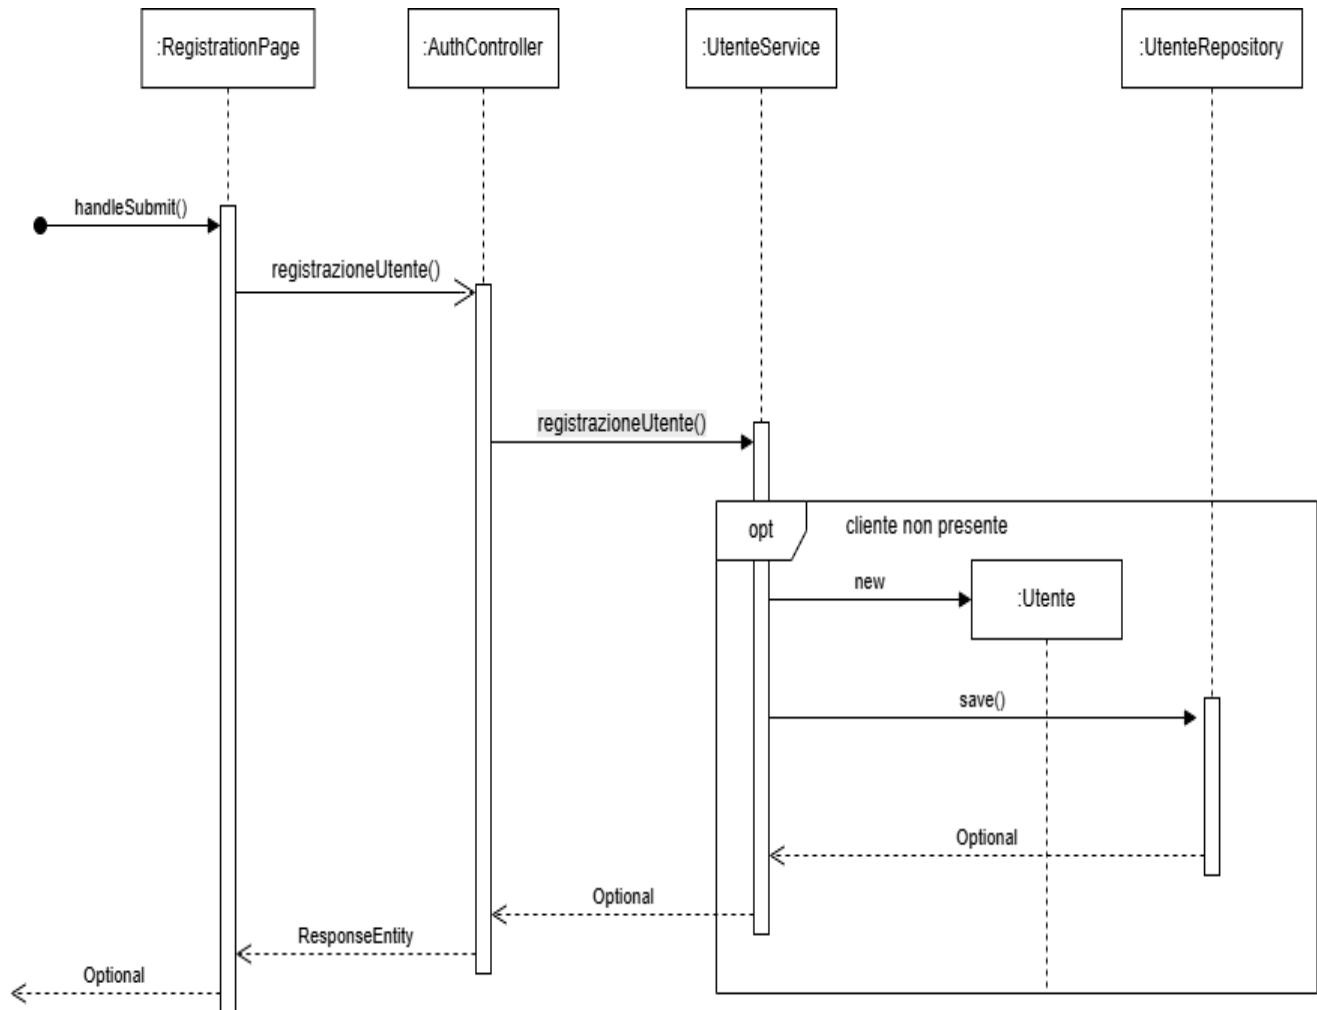 :RegistrationPage
:AuthController
:UtenteService
:UtenteRepository
handleSubmit()
registrazioneUtente()
registrazioneUtente()
opt
cliente non presente
new
:Utente
save()
Optional
Optional
ResponseEntity
Optional